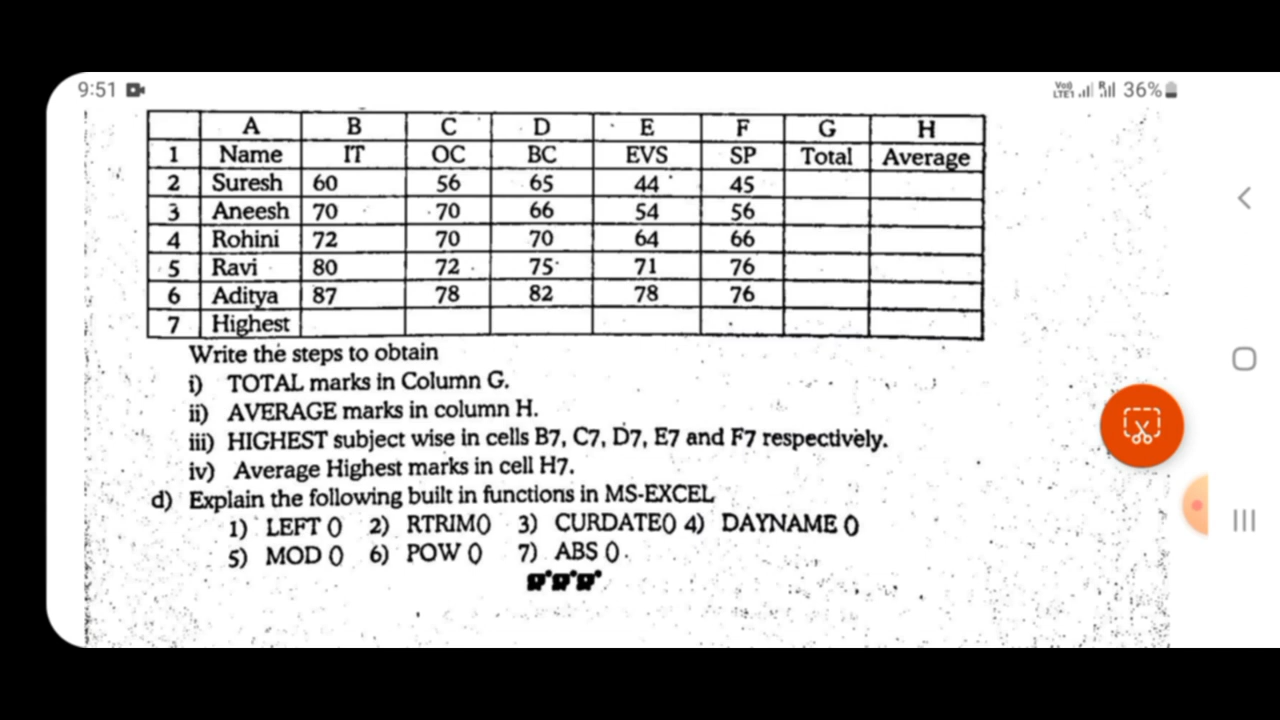 9:51
VoD LTE1 R 36%
A B C D E F G H
1 Name IT OC BC EVS SP Total Average
2 Suresh 60 56 65 44 45
3 Aneesh 70 70 66 54 56
4 Rohini 72 70 70 64 66
5 Ravi 80 72 75 71 76
6 Aditya 87 78 82 78 76
7 Highest
Write the steps to obtain
i) TOTAL marks in Column G.
ii) AVERAGE marks in column H.
iii) HIGHEST subject wise in cells B7, C7, D7, E7 and F7 respectively.
iv) Average Highest marks in cell H7.
d) Explain the following built in functions in MS-EXCEL
1) LEFT () 2) RTRIM() 3) CURDATE() 4) DAYNAME ()
5) MOD () 6) POW () 7) ABS ().